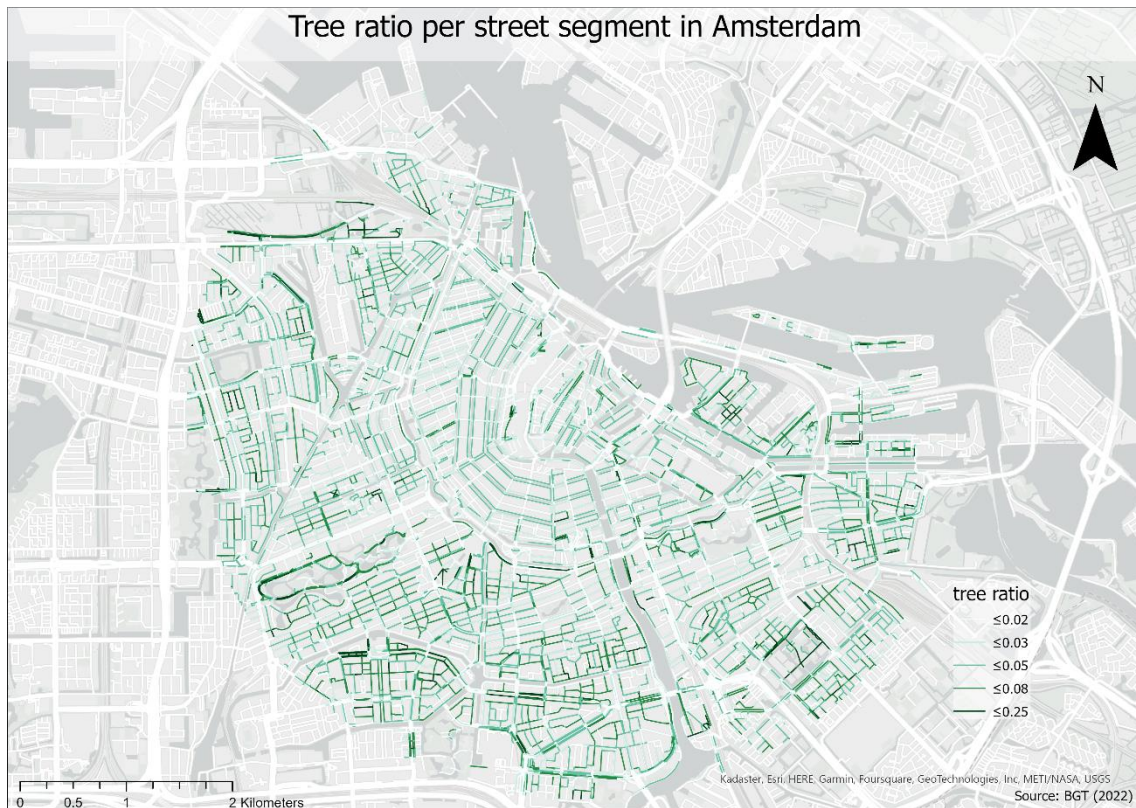 Tree ratio per street segment in Amsterdam
N
tree ratio
≤0.02
≤0.03
≤0.05
≤0.08
≤0.25
Kadaster, Esri, HERE, Garmin, Foursquare, GeoTechnologies, Inc, METI/NASA, USGS
0 0.5 1 2 Kilometers
Source: BGT (2022)